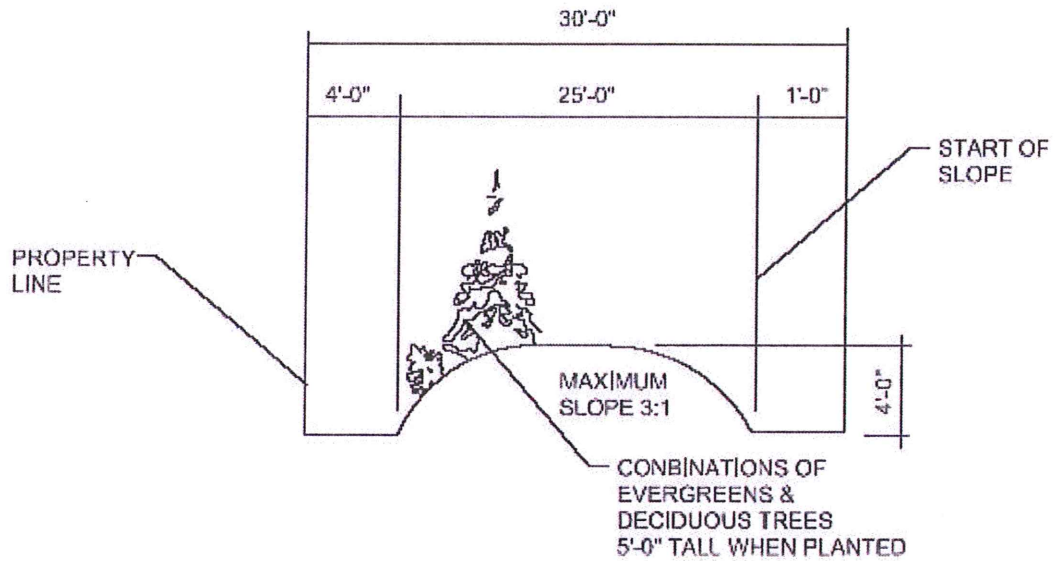 30'-0"
4'-0"
25'-0"
1'-0"
START OF
SLOPE
PROPERTY
LINE
MAXIMUM
SLOPE 3:1
4'-0"
CONBINATIONS OF
EVERGREENS &
DECIDUOUS TREES
5'-0" TALL WHEN PLANTED